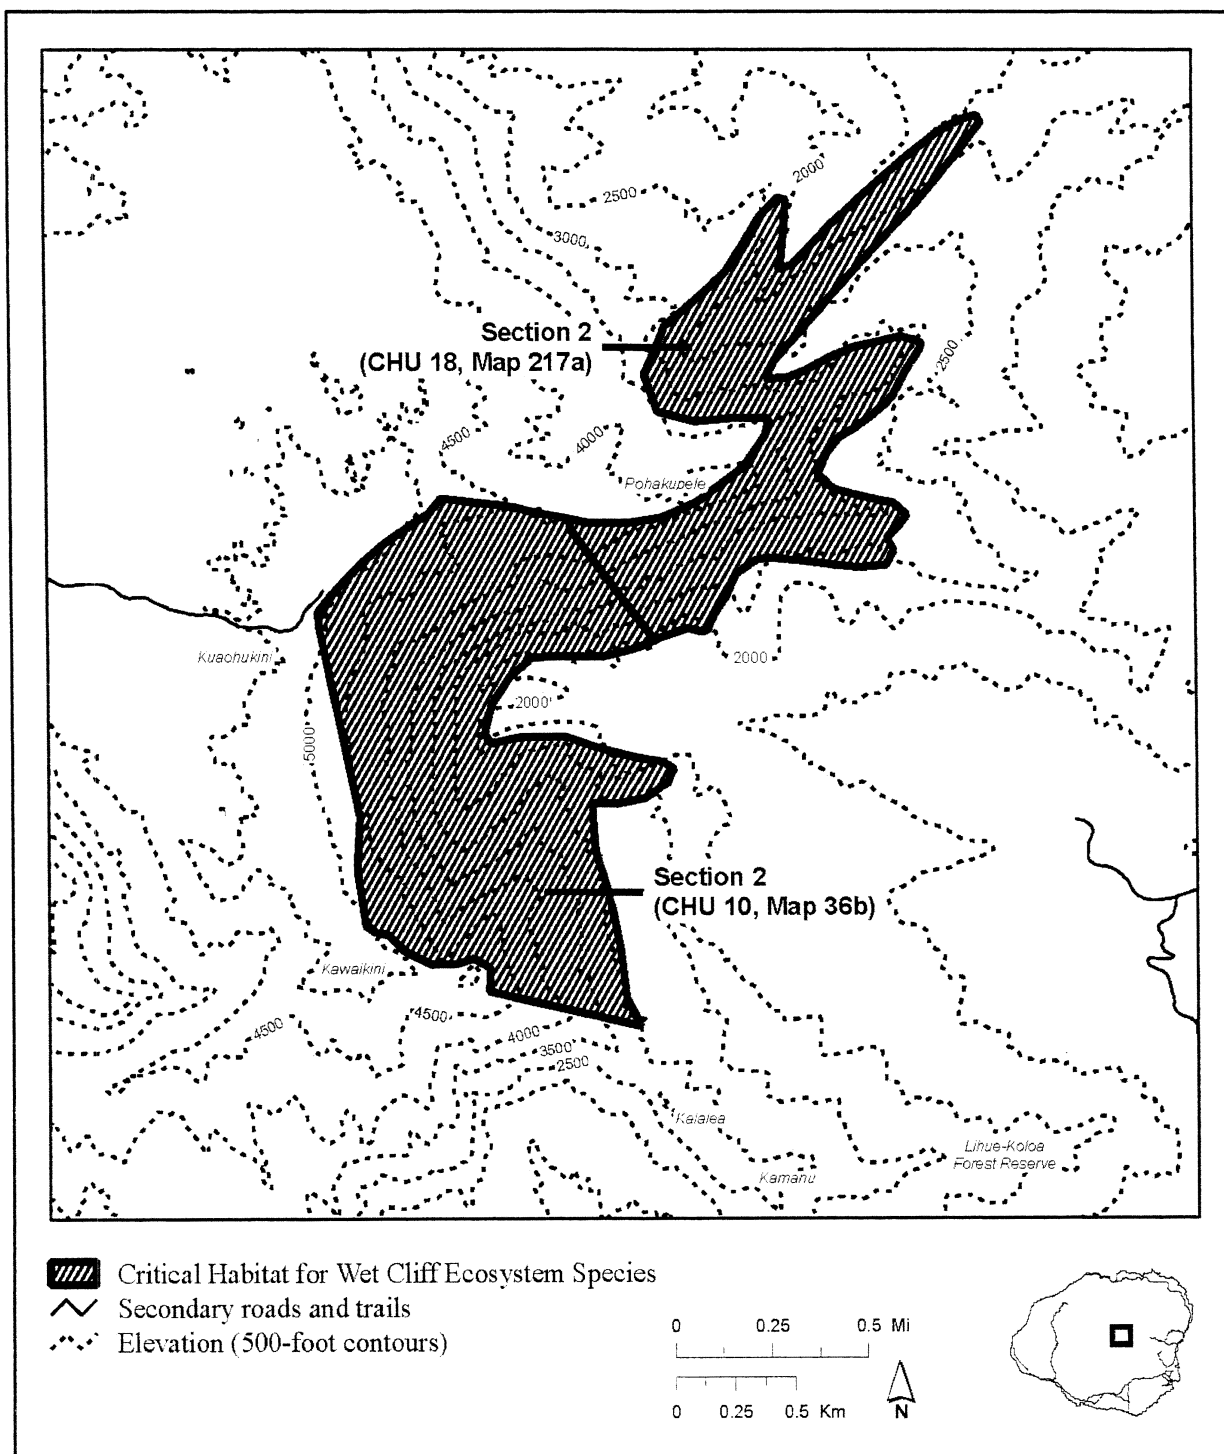 2000'
2500
3000
Section 2
(CHU 18, Map 217a)
2500
4500
4000
Pohakupele
Kuaohukini
2000
2000'
5000
Section 2
(CHU 10, Map 36b)
Kawaikini
4500
4500
4000
3500
2500
Kalalea
Kamanu
Lihue-Koloa
Forest Reserve
Critical Habitat for Wet Cliff Ecosystem Species
Secondary roads and trails
Elevation (500-foot contours)
0 0.25 0.5 Mi
0 0.25 0.5 Km
N